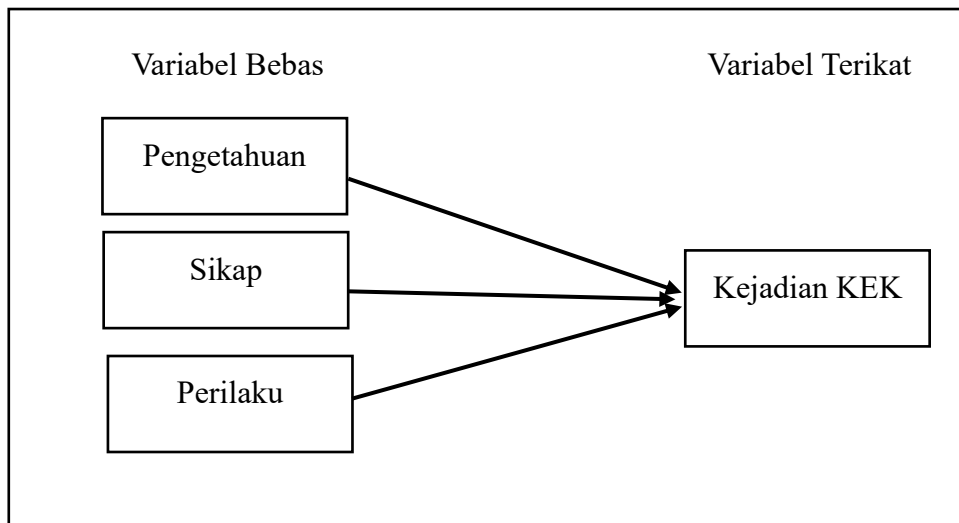 Variabel Bebas
Variabel Terikat
Pengetahuan
Sikap
Kejadian KEK
Perilaku